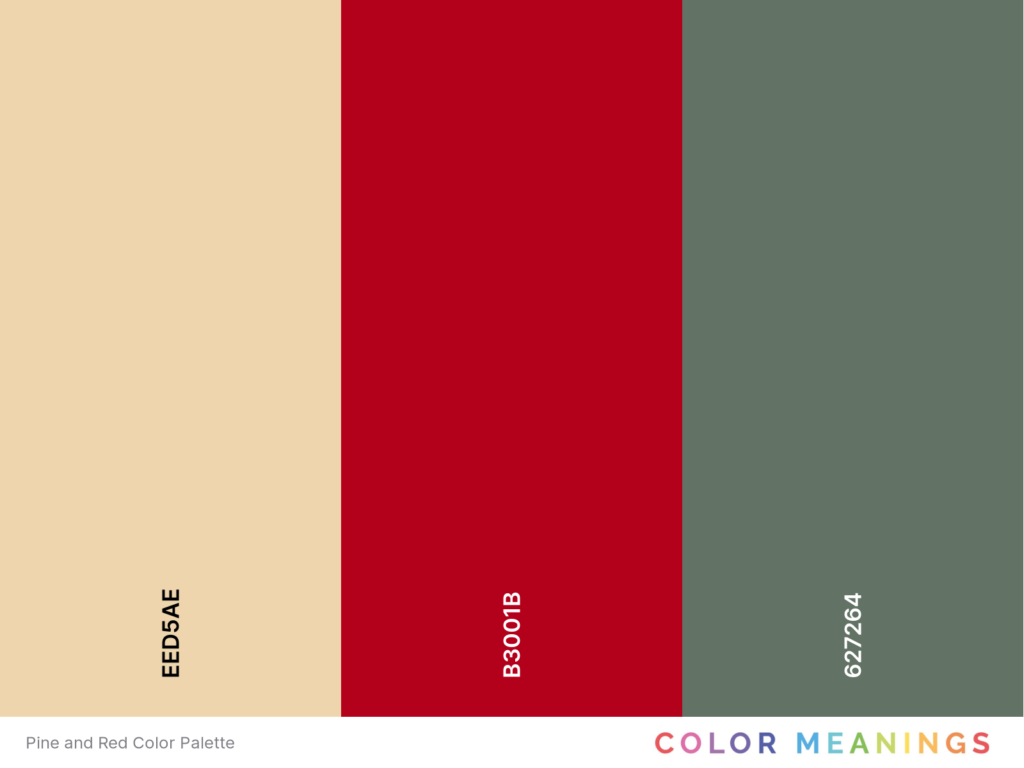 EED5AE
B3001B
627264
Pine and Red Color Palette
COLOR MEANINGS